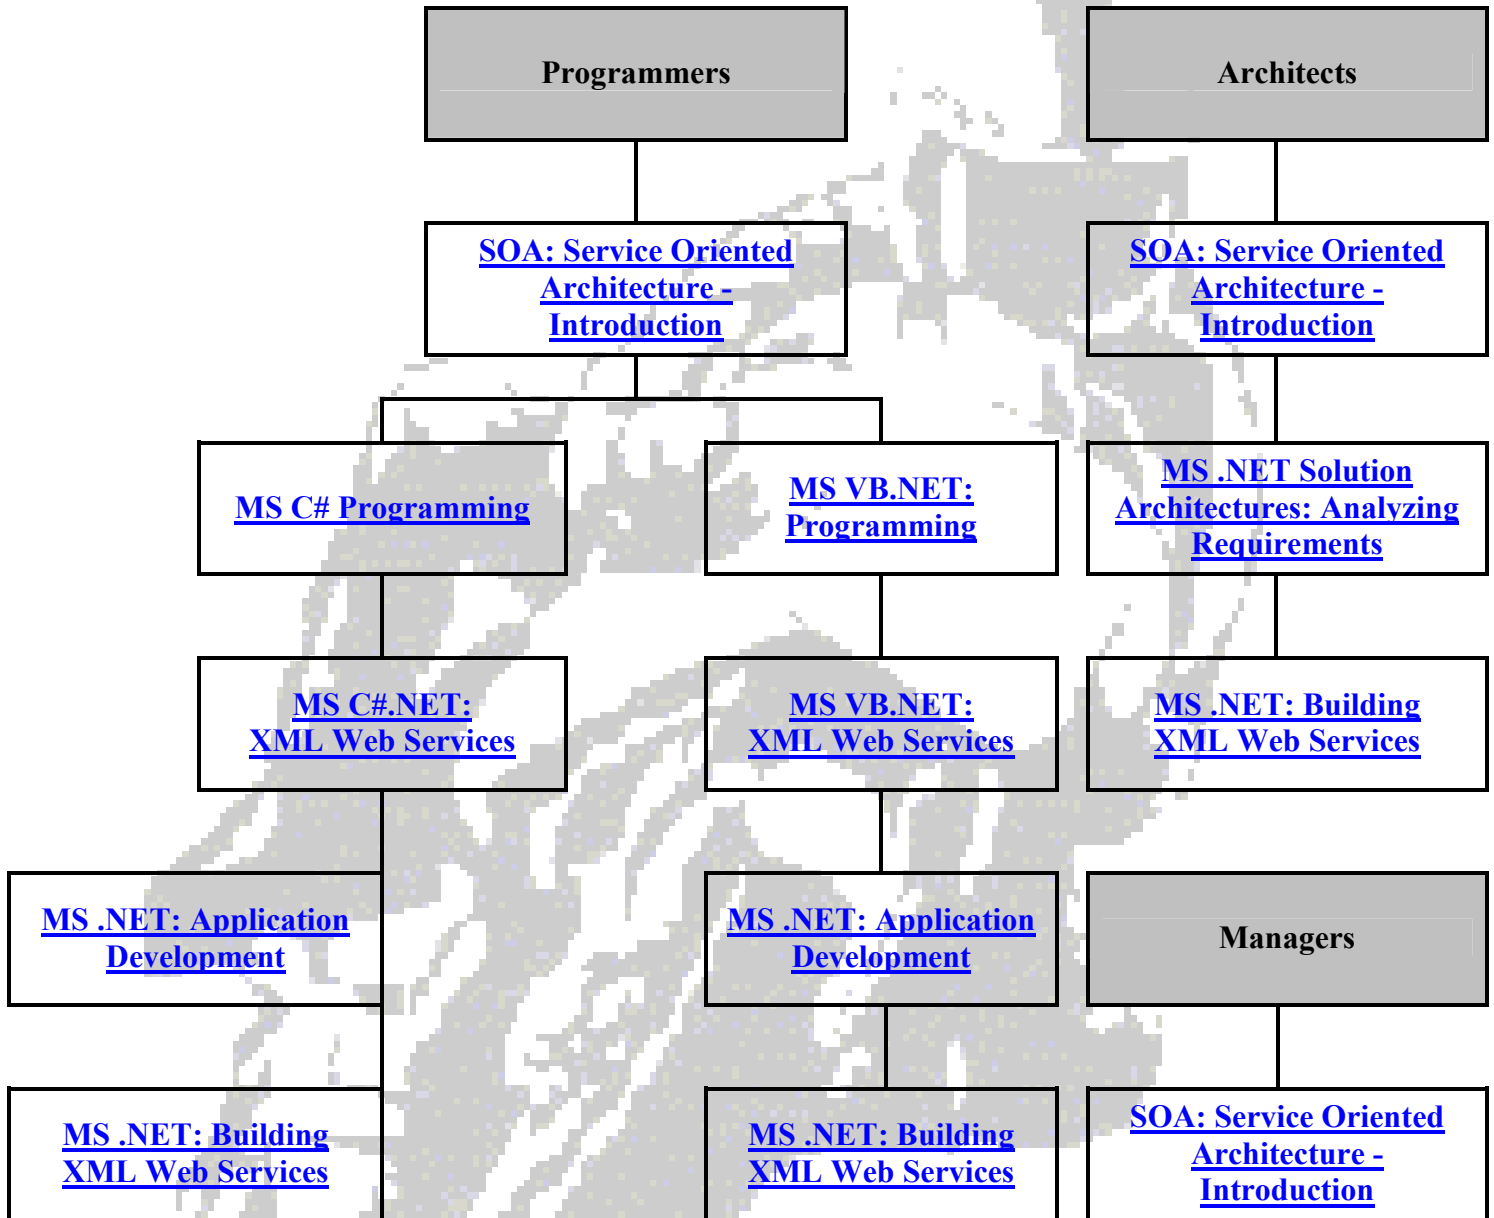 Programmers
Architects
SOA: Service Oriented
Architecture -
Introduction
SOA: Service Oriented
Architecture -
Introduction
MS C# Programming
MS VB.NET:
Programming
MS .NET Solution
Architectures: Analyzing
Requirements
MS C#.NET:
XML Web Services
MS VB.NET:
XML Web Services
MS .NET: Building
XML Web Services
MS .NET: Application
Development
MS .NET: Application
Development
Managers
MS .NET: Building
XML Web Services
MS .NET: Building
XML Web Services
SOA: Service Oriented
Architecture -
Introduction